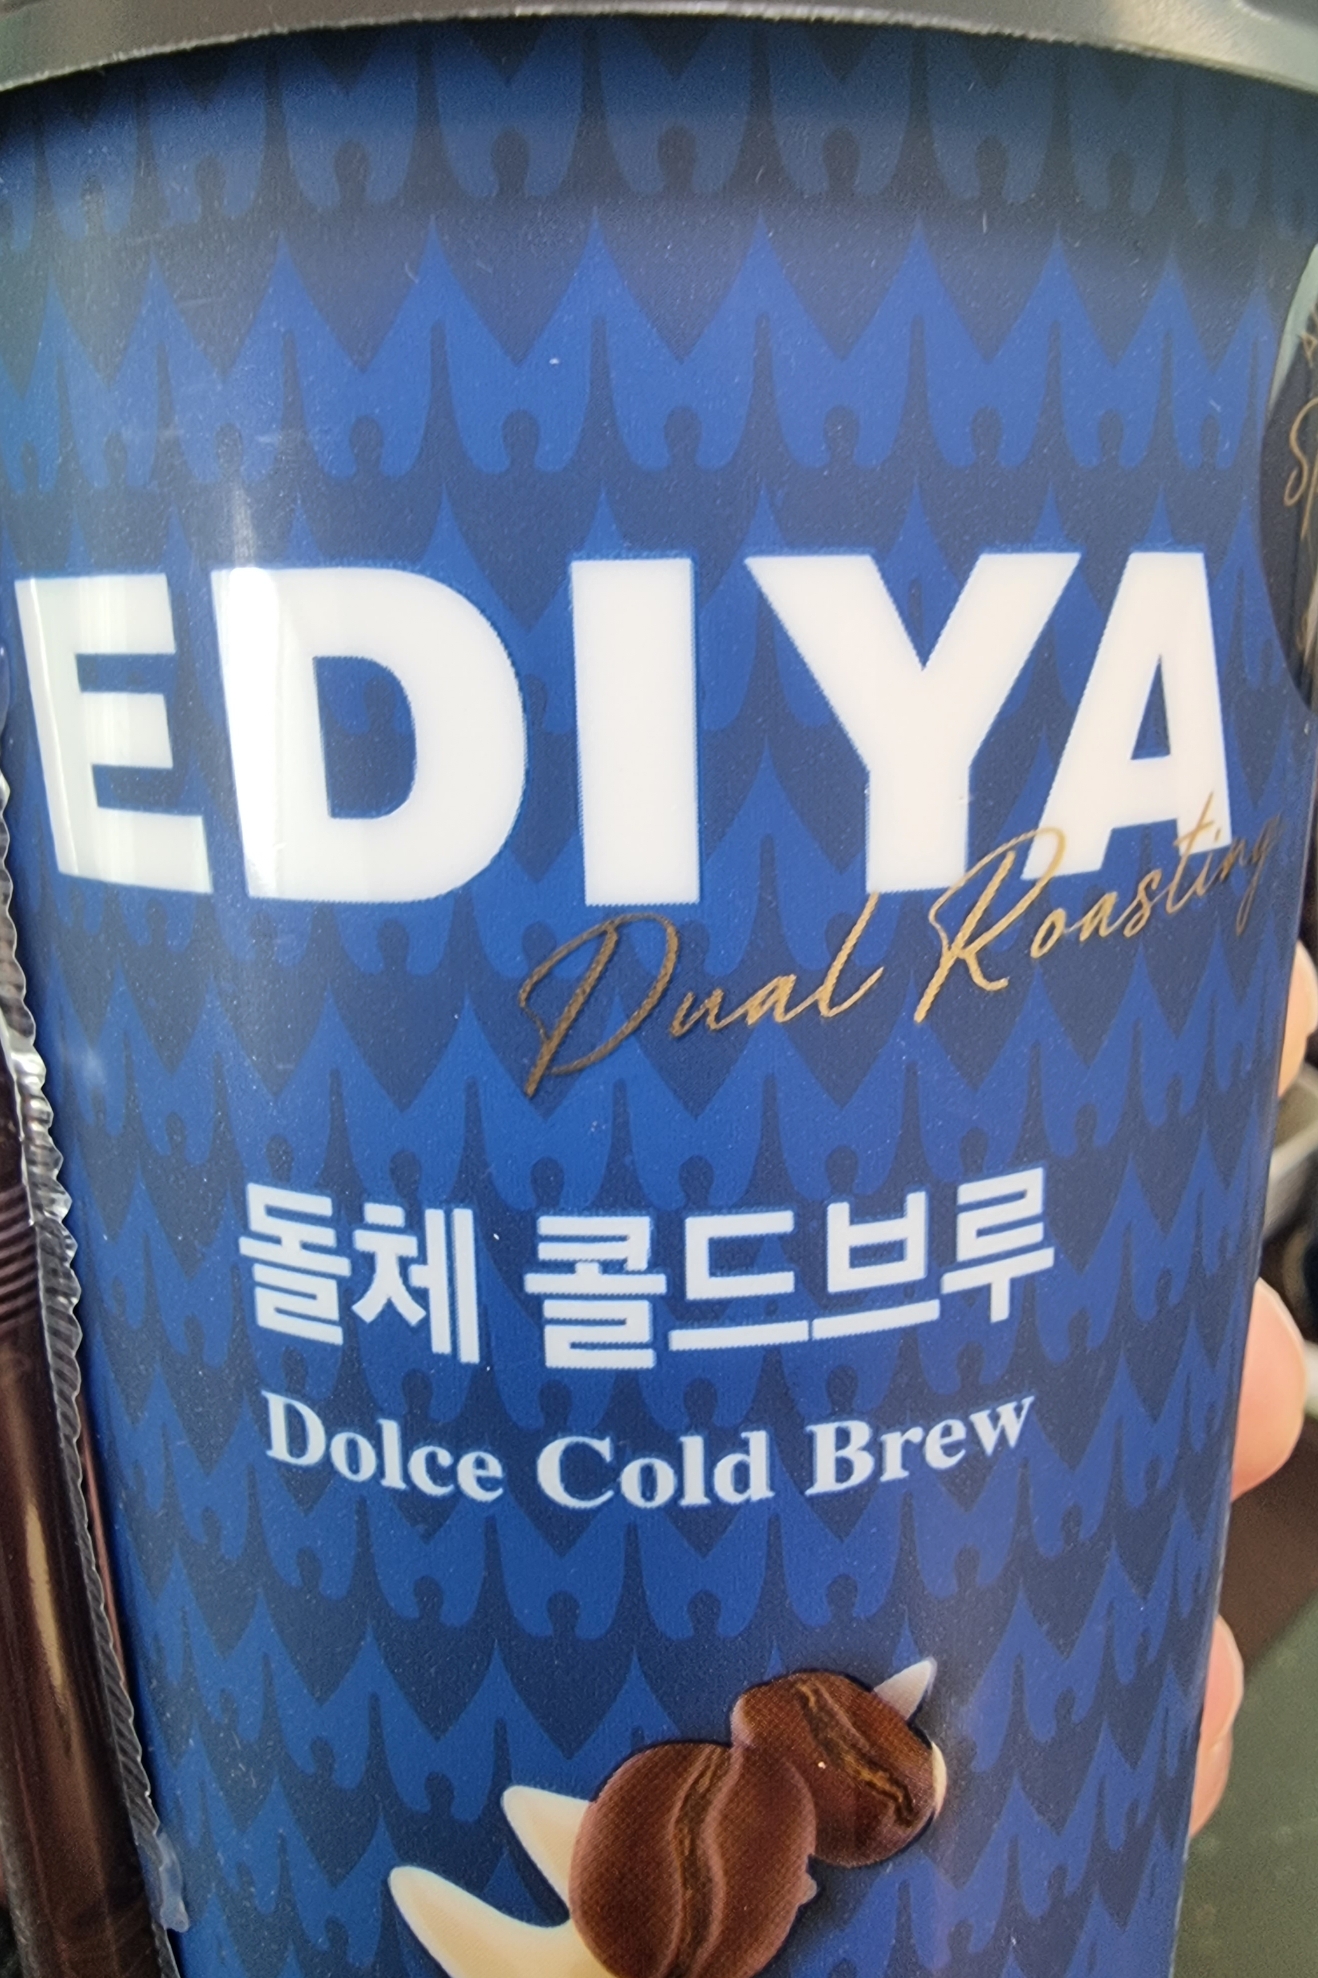 EDIYA
Dual Roasting
돌체 콜드브루
Dolce Cold Brew